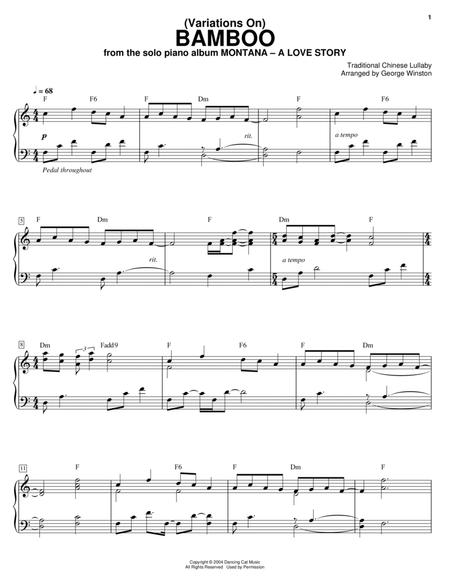 1
(Variations On)
BAMBOO
from the solo piano album MONTANA – A LOVE STORY
Traditional Chinese Lullaby
Arranged by George Winston
♩ = 68
F F6 F Dm F
p rit. a tempo
Pedal throughout
5 F Dm F Dm F
rit. a tempo
8 Dm Fadd9 F F6 F Dm
3
11 F F6 Dm F
Copyright © 2004 Dancing Cat Music
All Rights Reserved Used by Permission